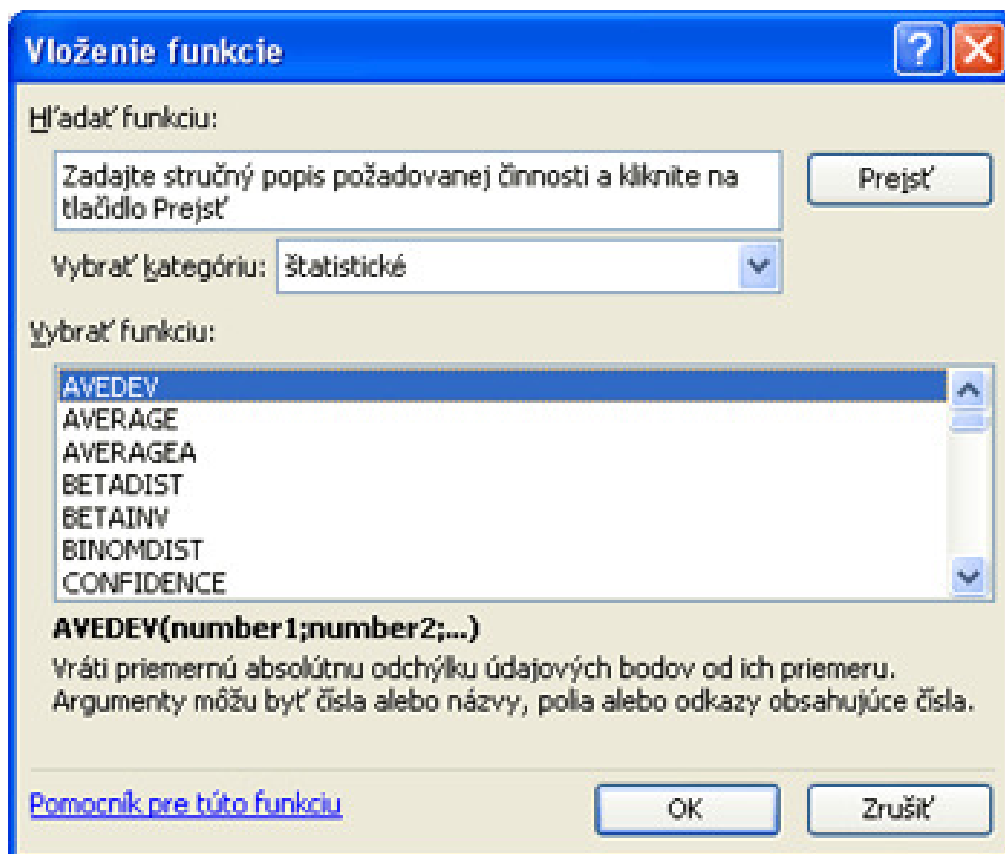 Vloženie funkcie
Hľadať funkciu:
Zadajte stručný popis požadovanej činnosti a kliknite na
tlačidlo Prejsť
Prejsť
Vybrať kategóriu: štatistické
Vybrať funkciu:
AVEDEV
AVERAGE
AVERAGEA
BETADIST
BETAINV
BINOMDIST
CONFIDENCE
AVEDEV(number1;number2;...)
Vráti priemernú absolútnu odchýlku údajových bodov od ich priemeru.
Argumenty môžu byť čísla alebo názvy, polia alebo odkazy obsahujúce čísla.
Pomocník pre túto funkciu
OK
Zrušiť